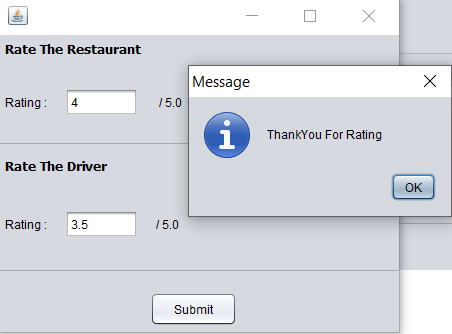 Rate The Restaurant
Rating : 4 / 5.0
Message
ThankYou For Rating
OK
Rate The Driver
Rating : 3.5 / 5.0
Submit